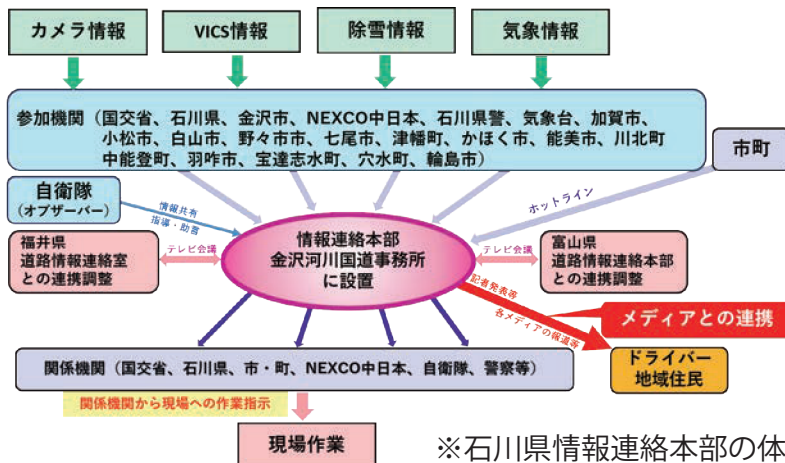 カメラ情報
VICS情報
除雪情報
気象情報
参加機関（国交省、石川県、金沢市、NEXCO中日本、石川県警、気象台、加賀市、
小松市、白山市、野々市市、七尾市、津幡町、かほく市、能美市、川北町
中能登町、羽咋市、宝達志水町、穴水町、輪島市）
市町
自衛隊
（オブザーバー）
情報共有
指導・助言
ホットライン
福井県
道路情報連絡室
との連携調整
テレビ会議
情報連絡本部
金沢河川国道事務所
に設置
テレビ会議
富山県
道路情報連絡本部
との連携調整
記者発表等
各メディアの報道等
メディアとの連携
関係機関（国交省、石川県、市・町、NEXCO中日本、自衛隊、警察等）
ドライバー
地域住民
関係機関から現場への作業指示
現場作業
※石川県情報連絡本部の体